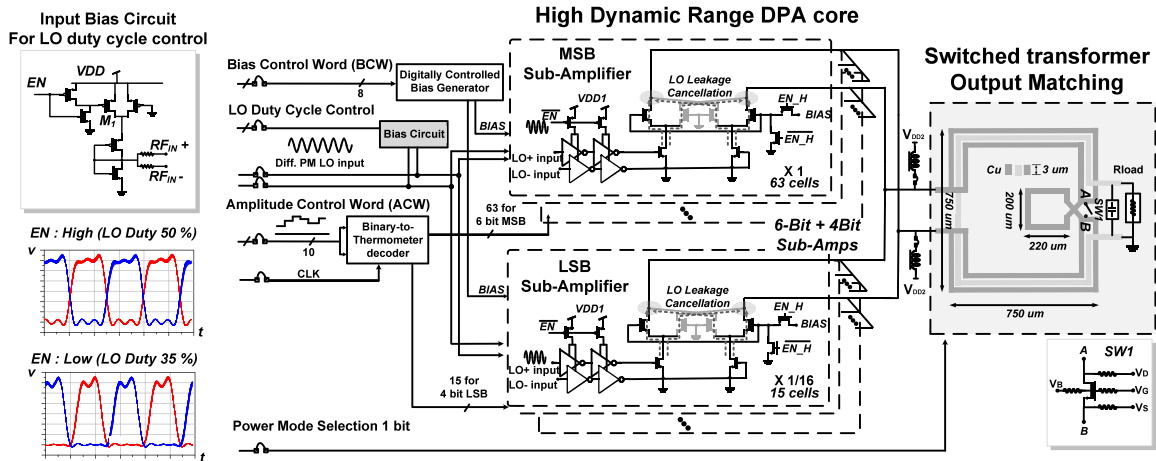 Input Bias Circuit
For LO duty cycle control
EN
VDD
M1
RFIN +
RFIN -
EN : High (LO Duty 50 %)
v
t
EN : Low (LO Duty 35 %)
v
t
High Dynamic Range DPA core
Bias Control Word (BCW)
8
Digitally Controlled
Bias Generator
LO Duty Cycle Control
Bias Circuit
Diff. PM LO input
BIAS
Amplitude Control Word (ACW)
10
Binary-to-
Thermometer
decoder
CLK
63 for
6 bit MSB
15 for
4 bit LSB
Power Mode Selection 1 bit
MSB
Sub-Amplifier
LO Leakage
Cancellation
VDD1
EN
LO+ input
LO- input
EN_H
BIAS
EN_H
X 1
63 cells
6-Bit + 4Bit
Sub-Amps
LSB
Sub-Amplifier
LO Leakage
Cancellation
BIAS
VDD1
EN
LO+ input
LO- input
EN_H
BIAS
EN_H
X 1/16
15 cells
Switched transformer
Output Matching
VDD2
VDD2
Cu
3 um
Rload
A
SW1
B
750 um
200 um
220 um
750 um
SW1
A
VB
VD
VG
VS
B